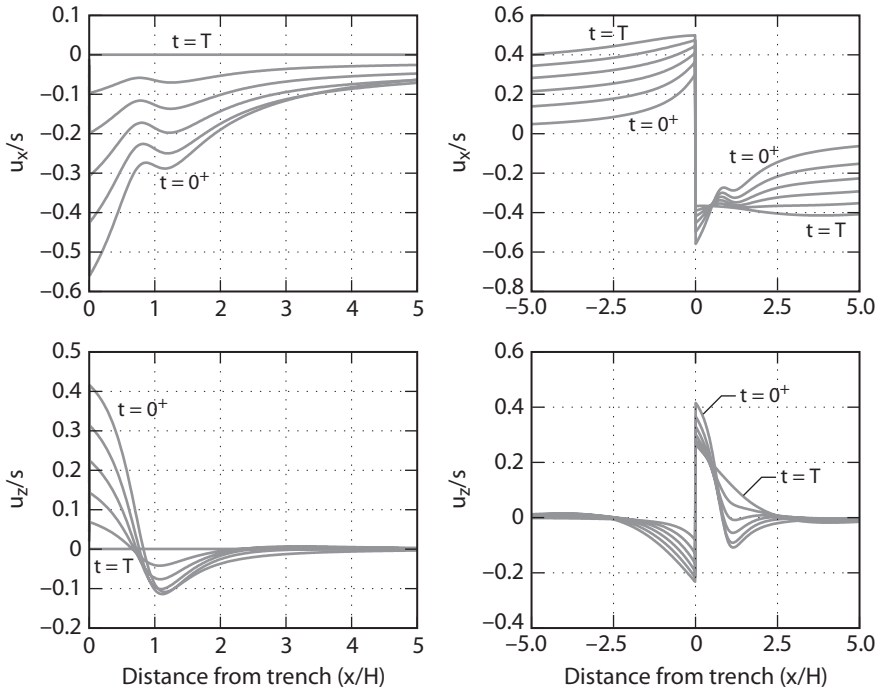 0.1
0
−0.1
−0.2
−0.3
−0.4
−0.5
−0.6
uₓ/s
t = T
t = 0⁺
0 1 2 3 4 5
0.6
0.4
0.2
0
−0.2
−0.4
−0.6
−0.8
uₓ/s
t = T
t = 0⁺
t = 0⁺
t = T
−5.0 −2.5 0 2.5 5.0
0.5
0.4
0.3
0.2
0.1
0
−0.1
−0.2
u_z/s
t = 0⁺
t = T
0 1 2 3 4 5
Distance from trench (x/H)
0.6
0.4
0.2
0
−0.2
−0.4
u_z/s
t = 0⁺
t = T
−5.0 −2.5 0 2.5 5.0
Distance from trench (x/H)